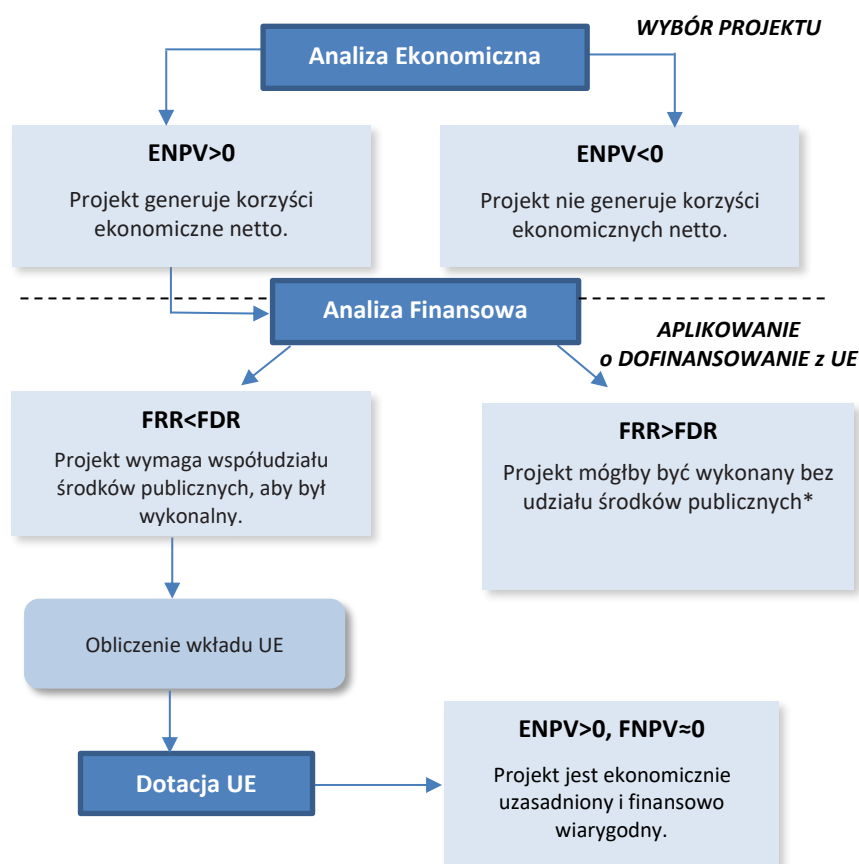 WYBÓR PROJEKTU
Analiza Ekonomiczna
ENPV>0
Projekt generuje korzyści
ekonomiczne netto.
ENPV<0
Projekt nie generuje korzyści
ekonomicznych netto.
Analiza Finansowa
APLIKOWANIE
o DOFINANSOWANIE z UE
FRR<FDR
Projekt wymaga współudziału
środków publicznych, aby był
wykonalny.
FRR>FDR
Projekt mógłby być wykonany bez
udziału środków publicznych*
Obliczenie wkładu UE
Dotacja UE
ENPV>0, FNPV≈0
Projekt jest ekonomicznie
uzasadniony i finansowo
wiarygodny.